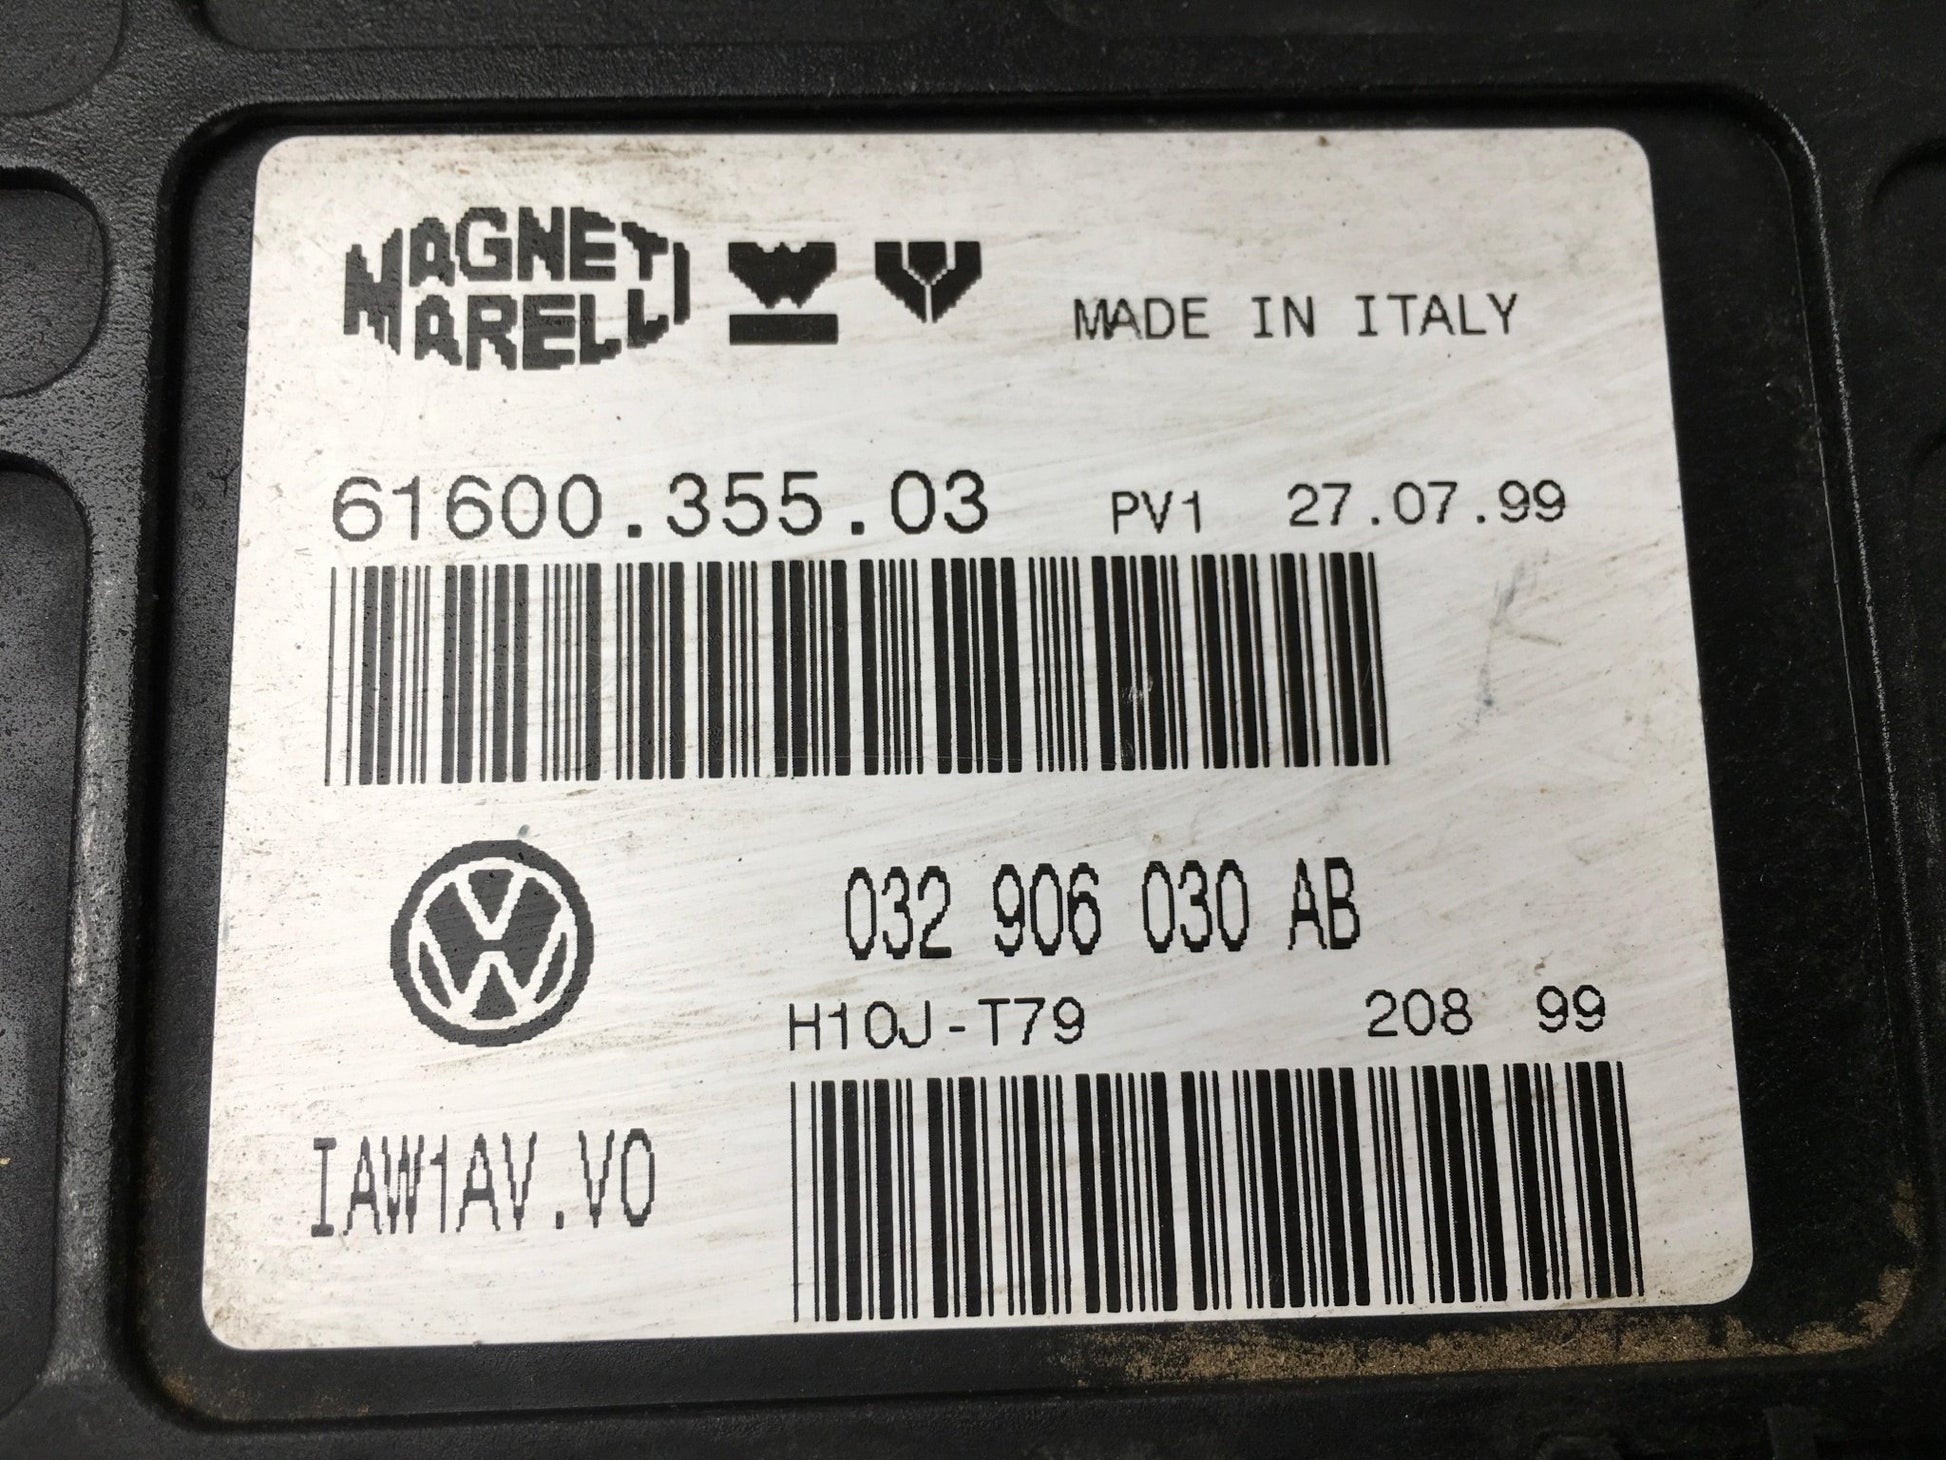 MAGNETI
MARELLI
MADE IN ITALY
61600.355.03 PV1 27.07.99
032 906 030 AB
H10J-T79 208 99
IAW1AV.V0